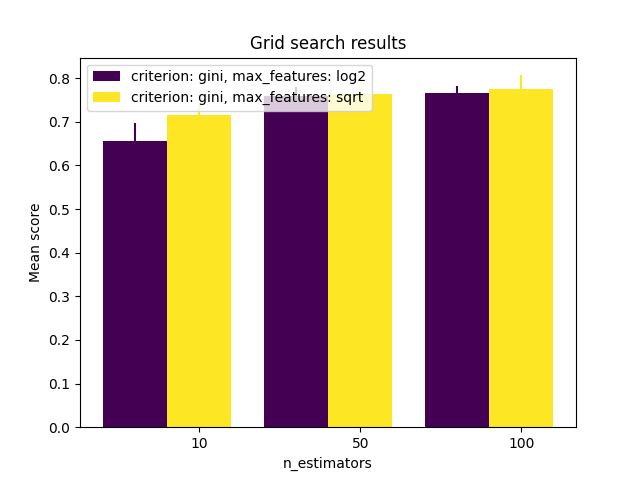 Grid search results
criterion: gini, max_features: log2
criterion: gini, max_features: sqrt
Mean score
0.8
0.7
0.6
0.5
0.4
0.3
0.2
0.1
0.0
10 50 100
n_estimators